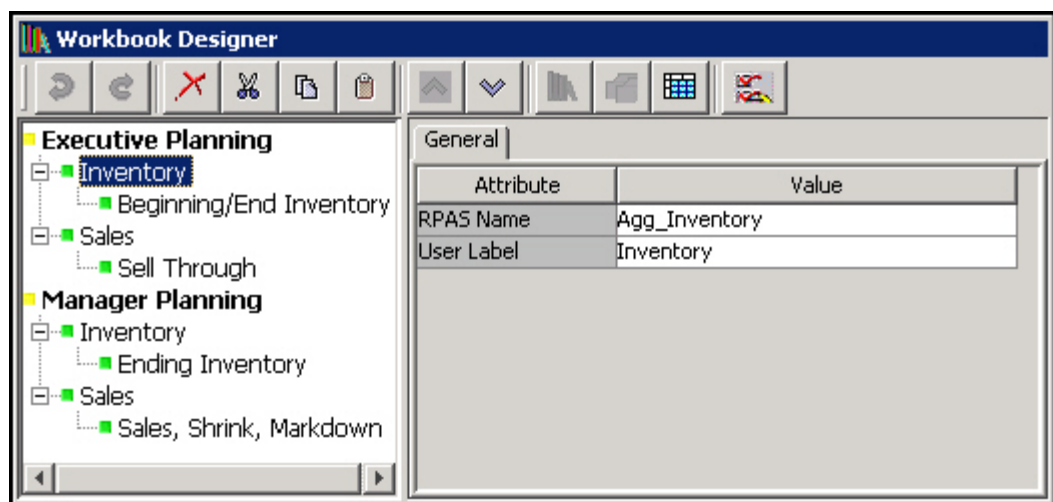 Workbook Designer
Executive Planning
Inventory
Beginning/End Inventory
Sales
Sell Through
Manager Planning
Inventory
Ending Inventory
Sales
Sales, Shrink, Markdown
General
Attribute Value
RPAS Name Agg_Inventory
User Label Inventory